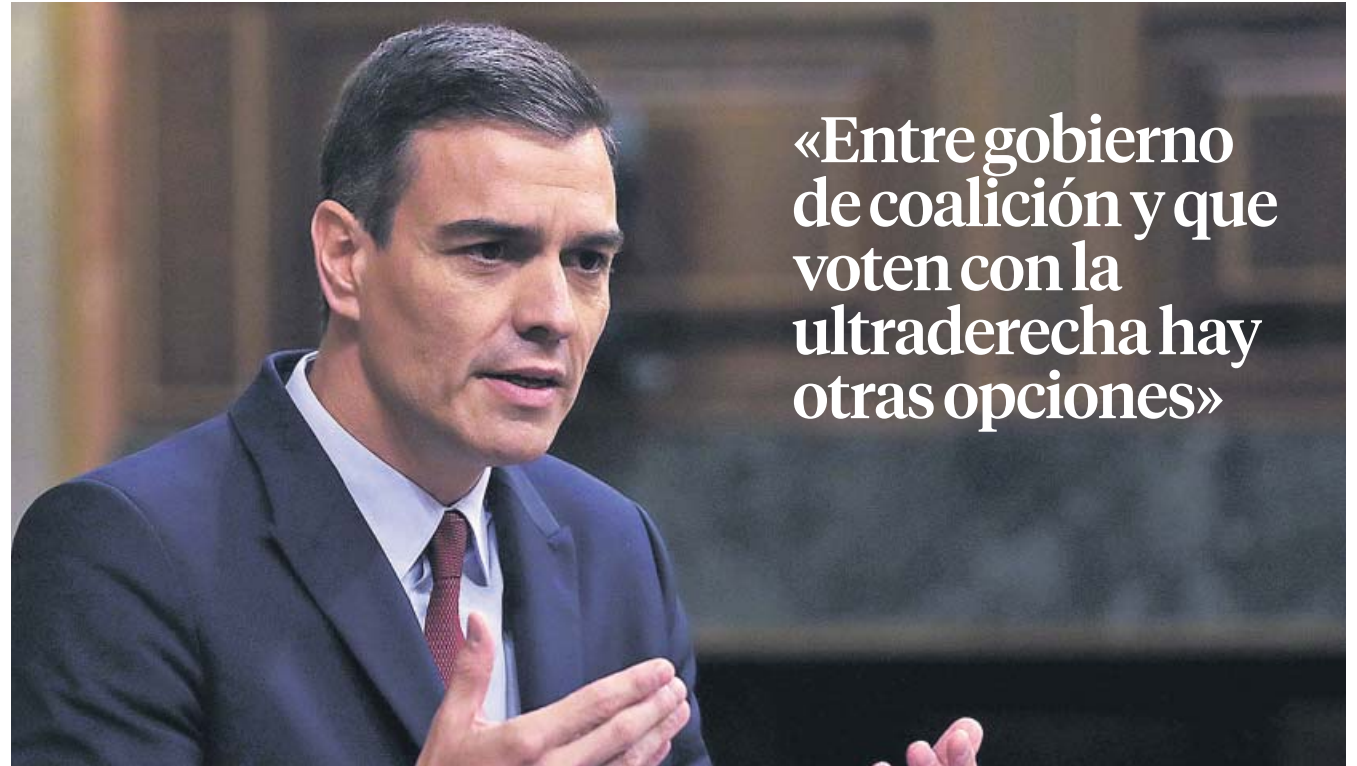 «Entre gobierno
de coalición y que
voten con la
ultraderecha hay
otras opciones»